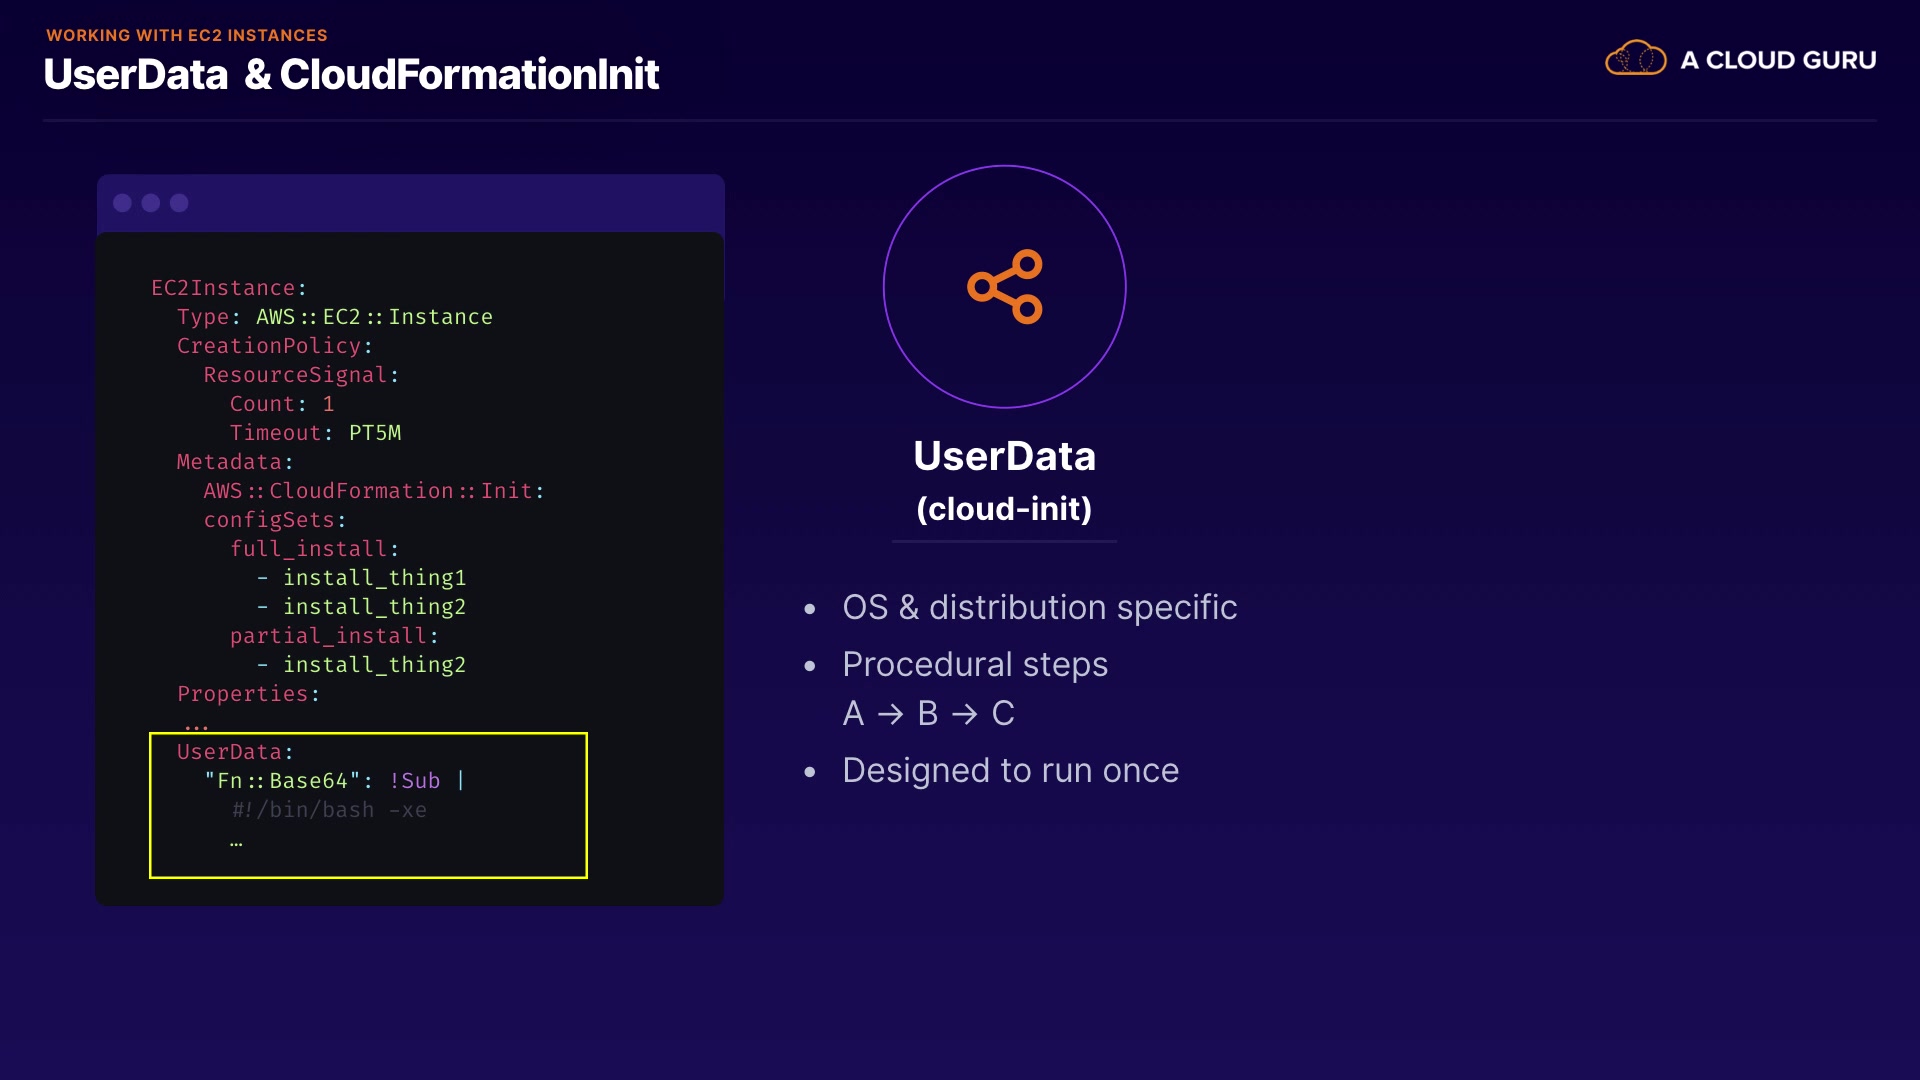 WORKING WITH EC2 INSTANCES
UserData & CloudFormationInit
A CLOUD GURU
EC2Instance:
Type: AWS::EC2::Instance
CreationPolicy:
ResourceSignal:
Count: 1
Timeout: PT5M
Metadata:
AWS::CloudFormation::Init:
configSets:
full_install:
- install_thing1
- install_thing2
partial_install:
- install_thing2
Properties:
...
UserData:
"Fn::Base64": !Sub |
#!/bin/bash -xe
…
UserData
(cloud-init)
• OS & distribution specific
• Procedural steps
A → B → C
• Designed to run once